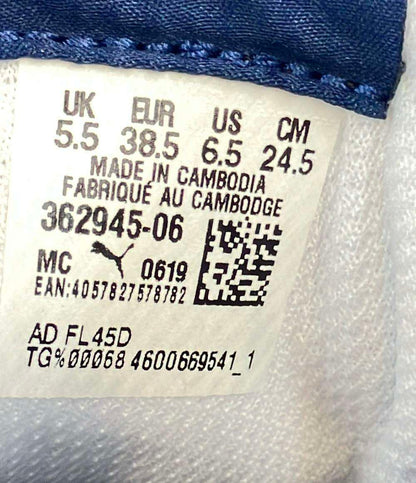 UK EUR US CM
5.5 38.5 6.5 24.5
MADE IN CAMBODIA
FABRIQUÉ AU CAMBODGE
362945-06
MC 0619
EAN:4057827578782
AD FL45D
TG%00068 4600669541_1